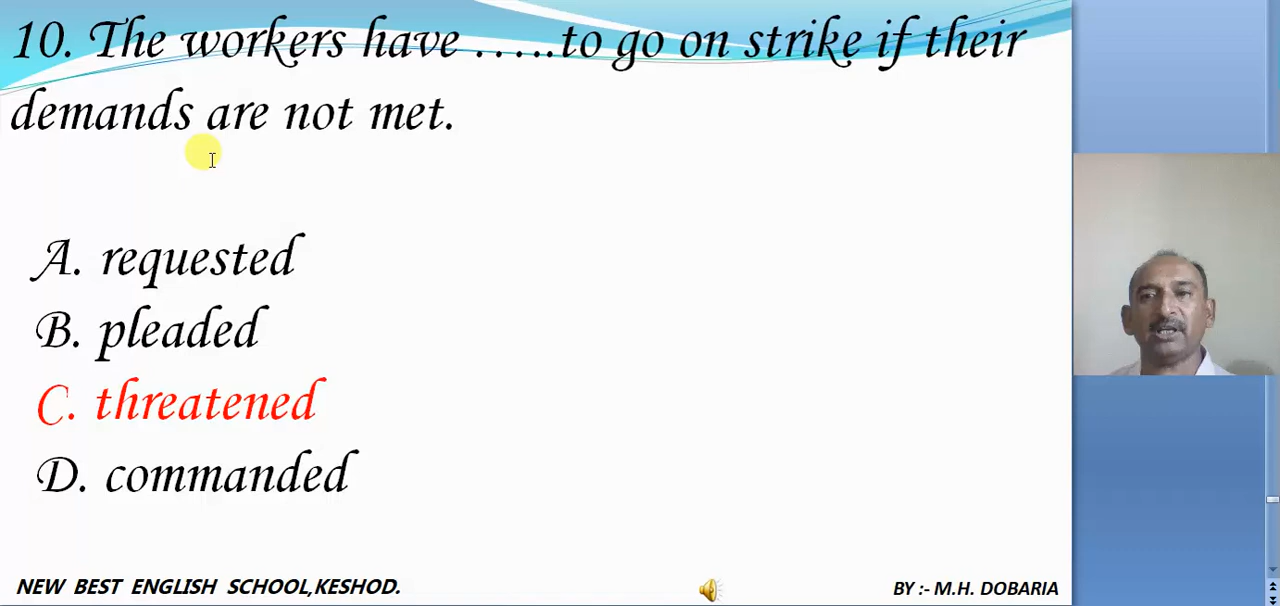 10. The workers have .....to go on strike if their
demands are not met.
A. requested
B. pleaded
C. threatened
D. commanded
NEW BEST ENGLISH SCHOOL,KESHOD.
BY :- M.H. DOBARIA